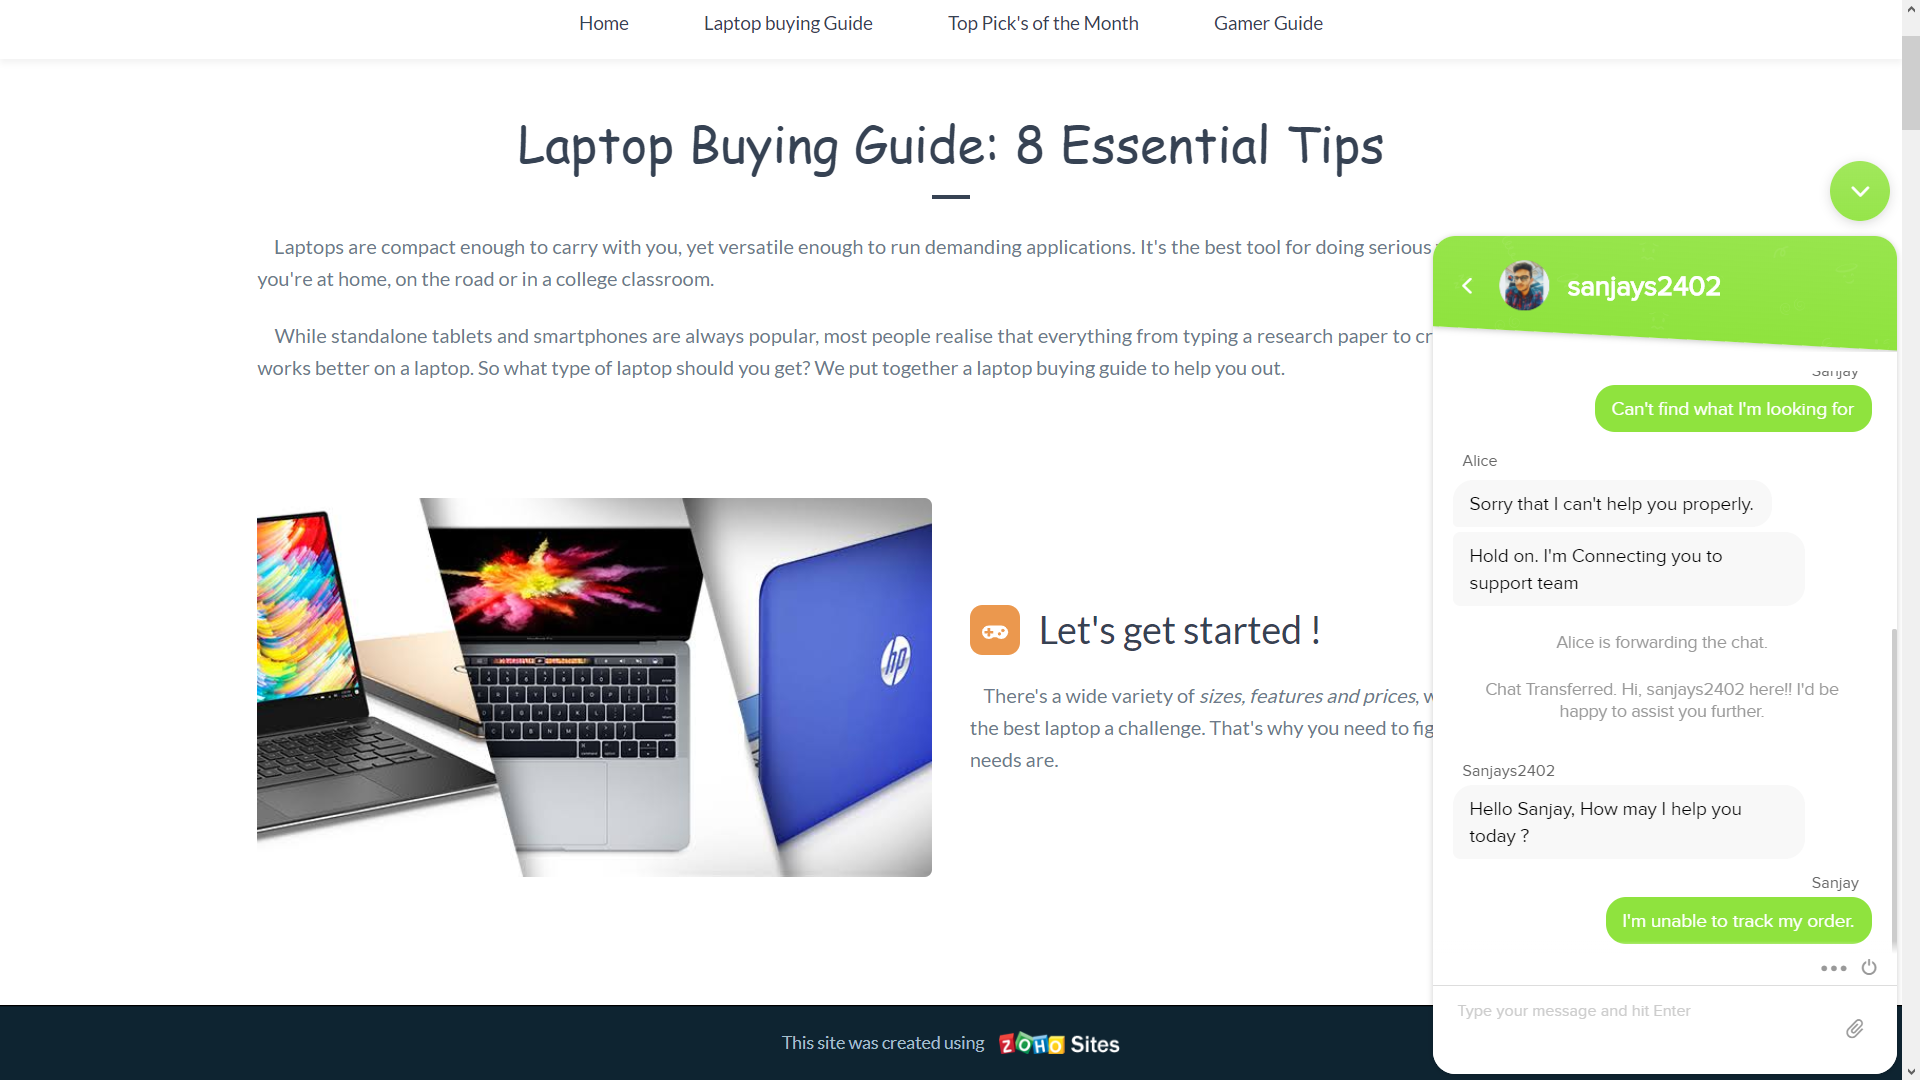 Home
Laptop buying Guide
Top Pick's of the Month
Gamer Guide
Laptop Buying Guide: 8 Essential Tips
Laptops are compact enough to carry with you, yet versatile enough to run demanding applications. It's the best tool for doing serious
you're at home, on the road or in a college classroom.
While standalone tablets and smartphones are always popular, most people realise that everything from typing a research paper to cr
works better on a laptop. So what type of laptop should you get? We put together a laptop buying guide to help you out.
hp
Let's get started !
There's a wide variety of sizes, features and prices, w
the best laptop a challenge. That's why you need to fig
needs are.
This site was created using ZOHO Sites
sanjays2402
Sanjay
Can't find what I'm looking for
Alice
Sorry that I can't help you properly.
Hold on. I'm Connecting you to
support team
Alice is forwarding the chat.
Chat Transferred. Hi, sanjays2402 here!! I'd be
happy to assist you further.
Sanjays2402
Hello Sanjay, How may I help you
today ?
Sanjay
I'm unable to track my order.
Type your message and hit Enter